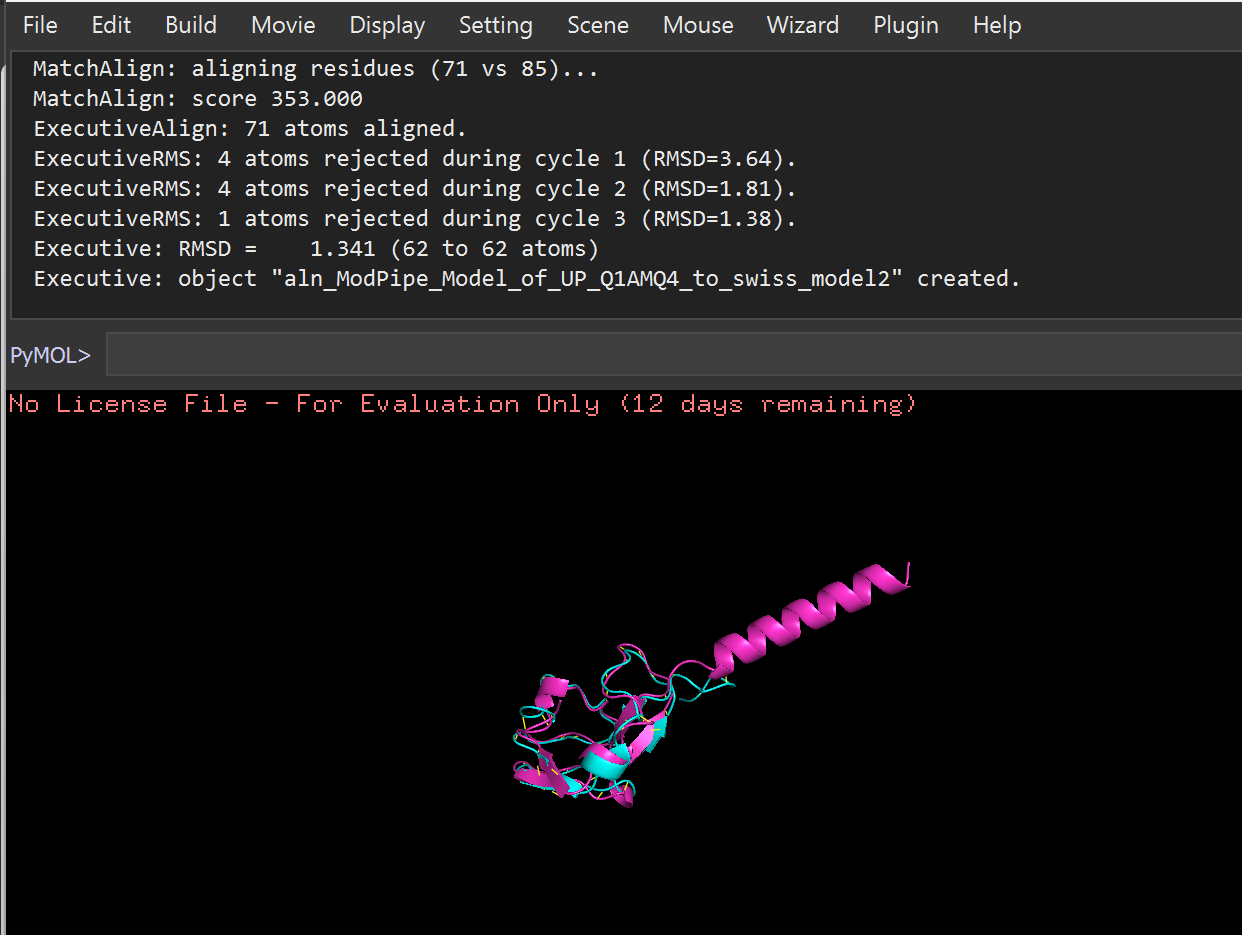 File Edit Build Movie Display Setting Scene Mouse Wizard Plugin Help
MatchAlign: aligning residues (71 vs 85)...
MatchAlign: score 353.000
ExecutiveAlign: 71 atoms aligned.
ExecutiveRMS: 4 atoms rejected during cycle 1 (RMSD=3.64).
ExecutiveRMS: 4 atoms rejected during cycle 2 (RMSD=1.81).
ExecutiveRMS: 1 atoms rejected during cycle 3 (RMSD=1.38).
Executive: RMSD =    1.341 (62 to 62 atoms)
Executive: object "aln_ModPipe_Model_of_UP_Q1AMQ4_to_swiss_model2" created.
PyMOL>
No License File - For Evaluation Only (12 days remaining)